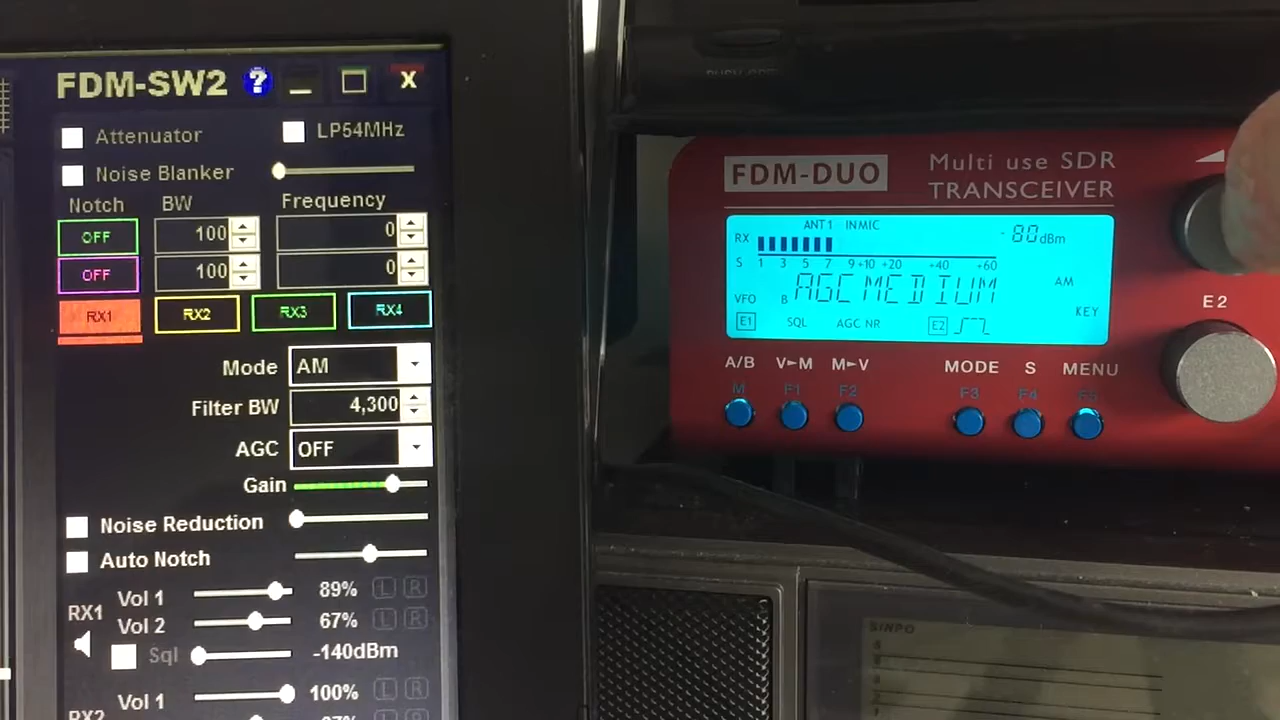 FDM-SW2 ? X
Attenuator LP54MHz
Noise Blanker
Notch BW Frequency
OFF 100 0
OFF 100 0
RX1 RX2 RX3 RX4
Mode AM
Filter BW 4,300
AGC OFF
Gain
Noise Reduction
Auto Notch
RX1
Vol 1 89% L R
Vol 2 67% L R
Sql -140dBm
Vol 1 100% L R
RX2
FDM-DUO Multi use SDR
TRANSCEIVER
ANT1 INMIC
RX -80dBm
S 1 3 5 7 9 +10 +20 +40 +60
AGC MEDIUM AM
VFO B
KEY
E1 SQL AGC NR E2
A/B V►M M►V MODE S MENU
M F1 F2 F3 F4 F5
E2
SINPO